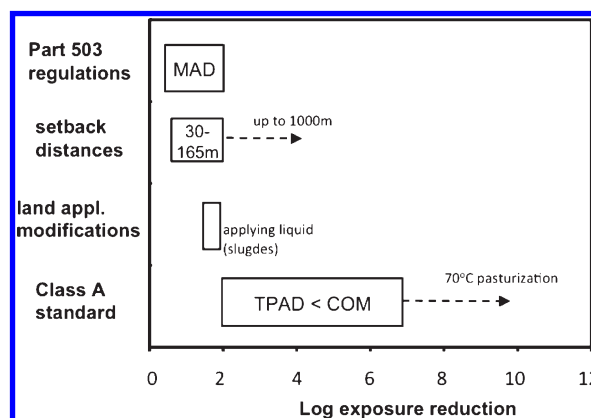 Part 503
regulations
MAD
setback
distances
30-
165m
up to 1000m
land appl.
modifications
applying liquid
(slugdes)
Class A
standard
TPAD < COM
70°C pasturization
0 2 4 6 8 10 12
Log exposure reduction